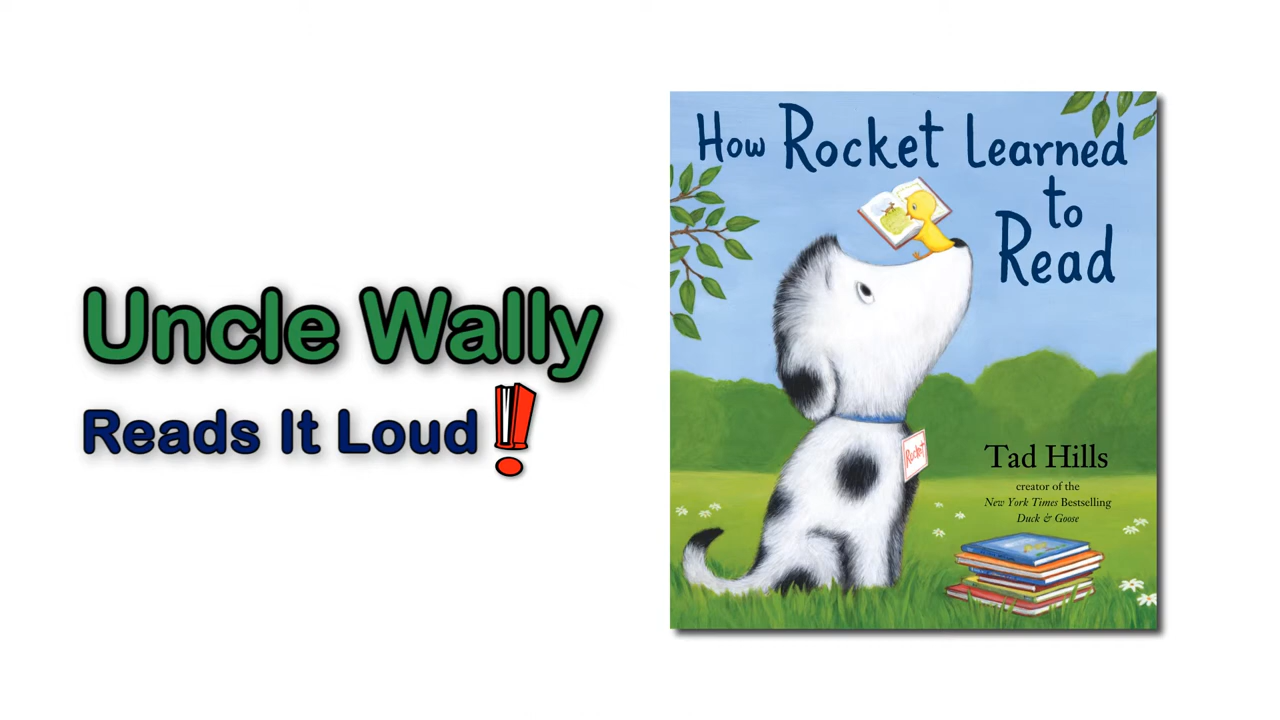 Uncle Wally
Reads It Loud!
How Rocket Learned
to
Read
Rocket
Tad Hills
creator of the
New York Times Bestselling
Duck & Goose